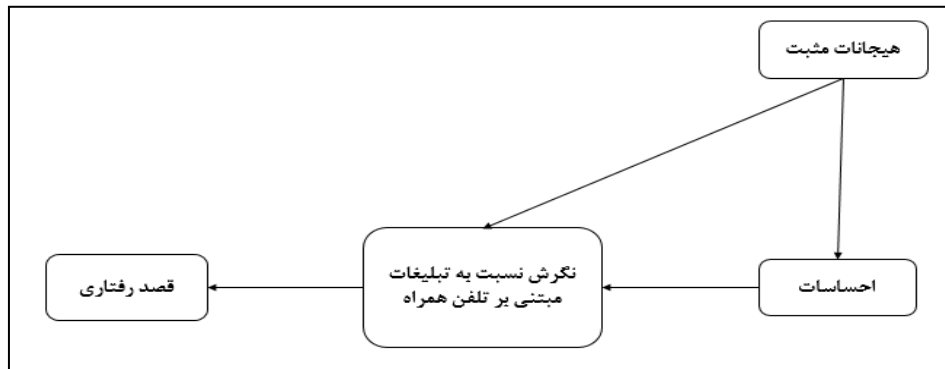 هیجانات مثبت
نگرش نسبت به تبلیغات
مبتنی بر تلفن همراه
احساسات
قصد رفتاری